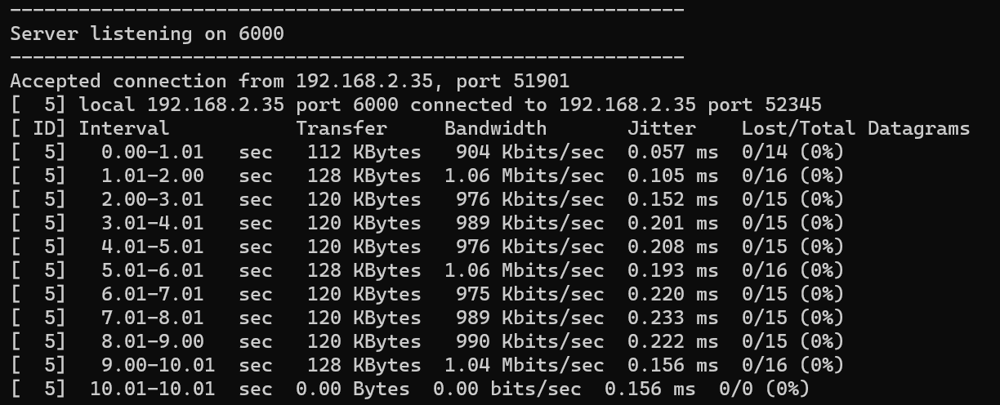 -----------------------------------------------------------
Server listening on 6000
-----------------------------------------------------------
Accepted connection from 192.168.2.35, port 51901
[  5] local 192.168.2.35 port 6000 connected to 192.168.2.35 port 52345
[ ID] Interval           Transfer     Bandwidth       Jitter    Lost/Total Datagrams
[  5]   0.00-1.01   sec   112 KBytes   904 Kbits/sec  0.057 ms  0/14 (0%)
[  5]   1.01-2.00   sec   128 KBytes  1.06 Mbits/sec  0.105 ms  0/16 (0%)
[  5]   2.00-3.01   sec   120 KBytes   976 Kbits/sec  0.152 ms  0/15 (0%)
[  5]   3.01-4.01   sec   120 KBytes   989 Kbits/sec  0.201 ms  0/15 (0%)
[  5]   4.01-5.01   sec   120 KBytes   976 Kbits/sec  0.208 ms  0/15 (0%)
[  5]   5.01-6.01   sec   128 KBytes  1.06 Mbits/sec  0.193 ms  0/16 (0%)
[  5]   6.01-7.01   sec   120 KBytes   975 Kbits/sec  0.220 ms  0/15 (0%)
[  5]   7.01-8.01   sec   120 KBytes   989 Kbits/sec  0.233 ms  0/15 (0%)
[  5]   8.01-9.00   sec   120 KBytes   990 Kbits/sec  0.222 ms  0/15 (0%)
[  5]   9.00-10.01  sec   128 KBytes  1.04 Mbits/sec  0.156 ms  0/16 (0%)
[  5]  10.01-10.01  sec  0.00 Bytes  0.00 bits/sec  0.156 ms  0/0 (0%)